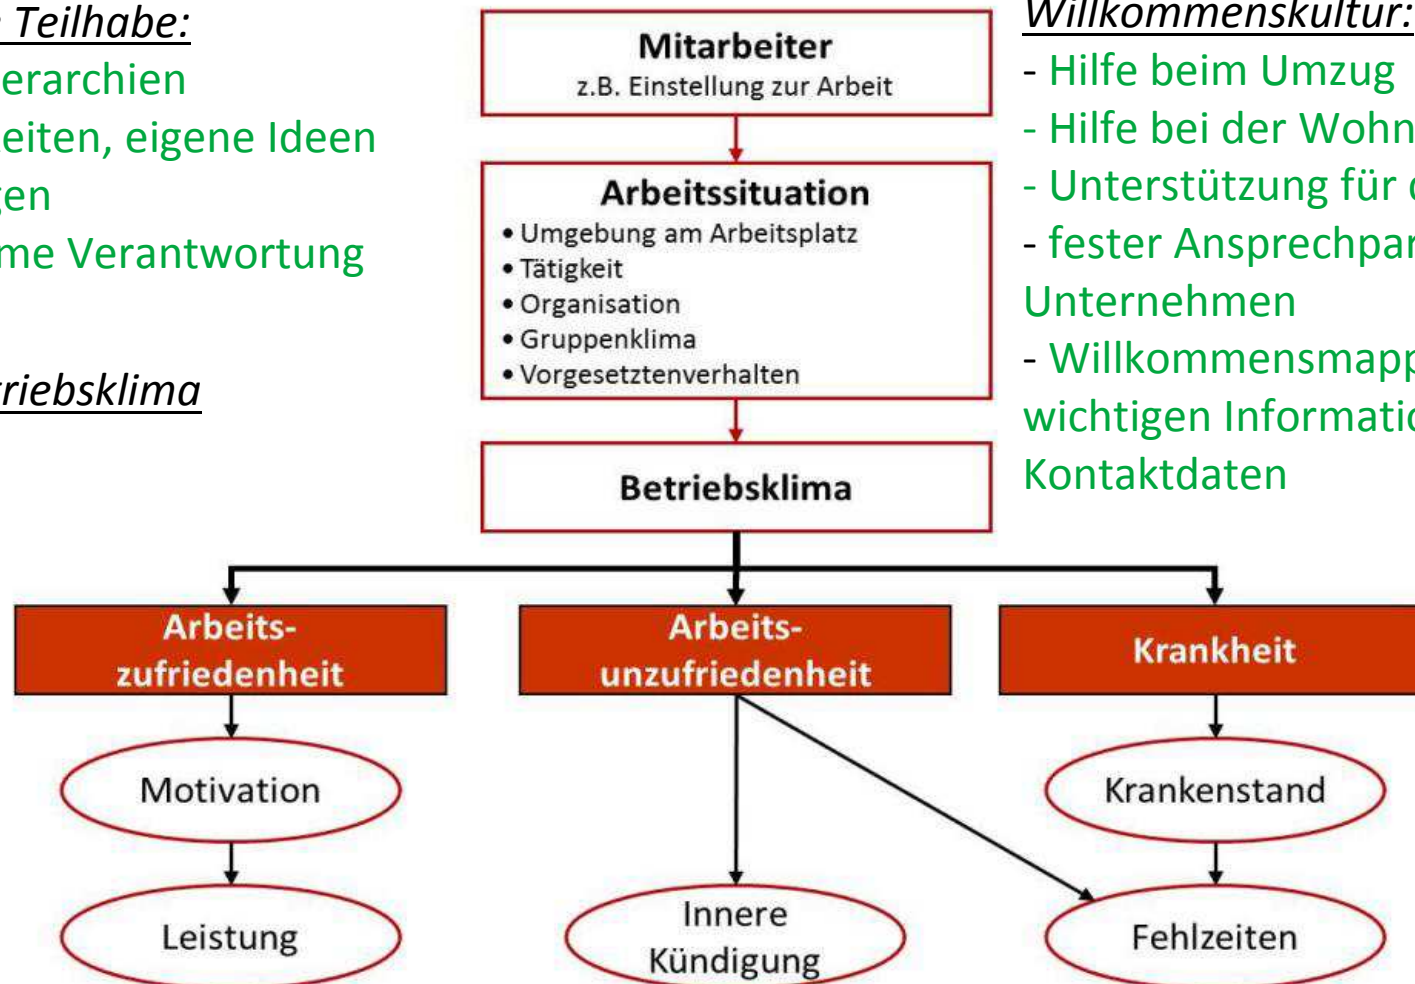 Teilhabe:
erarchien
eiten, eigene Ideen
gen
me Verantwortung
triebsklima
Mitarbeiter
z.B. Einstellung zur Arbeit
Arbeitssituation
• Umgebung am Arbeitsplatz
• Tätigkeit
• Organisation
• Gruppenklima
• Vorgesetztenverhalten
Betriebsklima
Willkommenskultur:
- Hilfe beim Umzug
- Hilfe bei der Wohn
- Unterstützung für
- fester Ansprechpar
Unternehmen
- Willkommensmapp
wichtigen Informatio
Kontaktdaten
Arbeits-
zufriedenheit
Arbeits-
unzufriedenheit
Krankheit
Motivation
Krankenstand
Leistung
Innere
Kündigung
Fehlzeiten